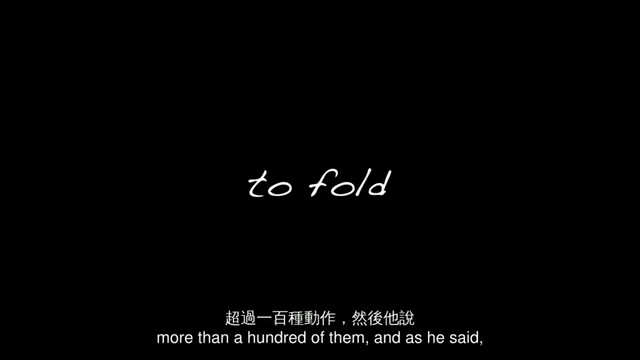 to fold
超過一百種動作，然後他說
more than a hundred of them, and as he said,